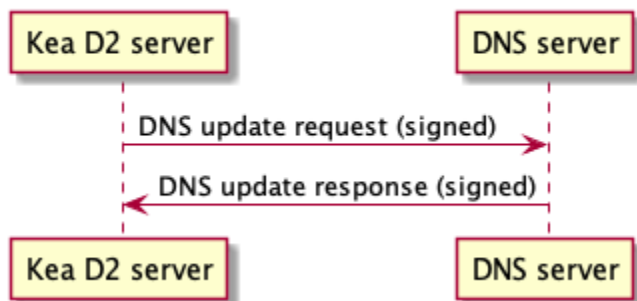 Kea D2 server
DNS server
DNS update request (signed)
DNS update response (signed)
Kea D2 server
DNS server